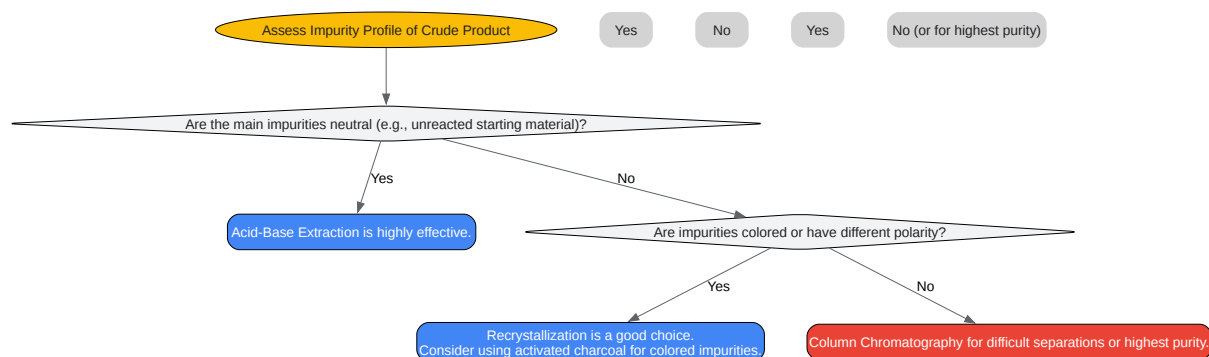 Assess Impurity Profile of Crude Product
Yes
No
Yes
No (or for highest purity)
Are the main impurities neutral (e.g., unreacted starting material)?
Yes
No
Acid-Base Extraction is highly effective.
Are impurities colored or have different polarity?
Yes
No
Recrystallization is a good choice.
Consider using activated charcoal for colored impurities.
Column Chromatography for difficult separations or highest purity.